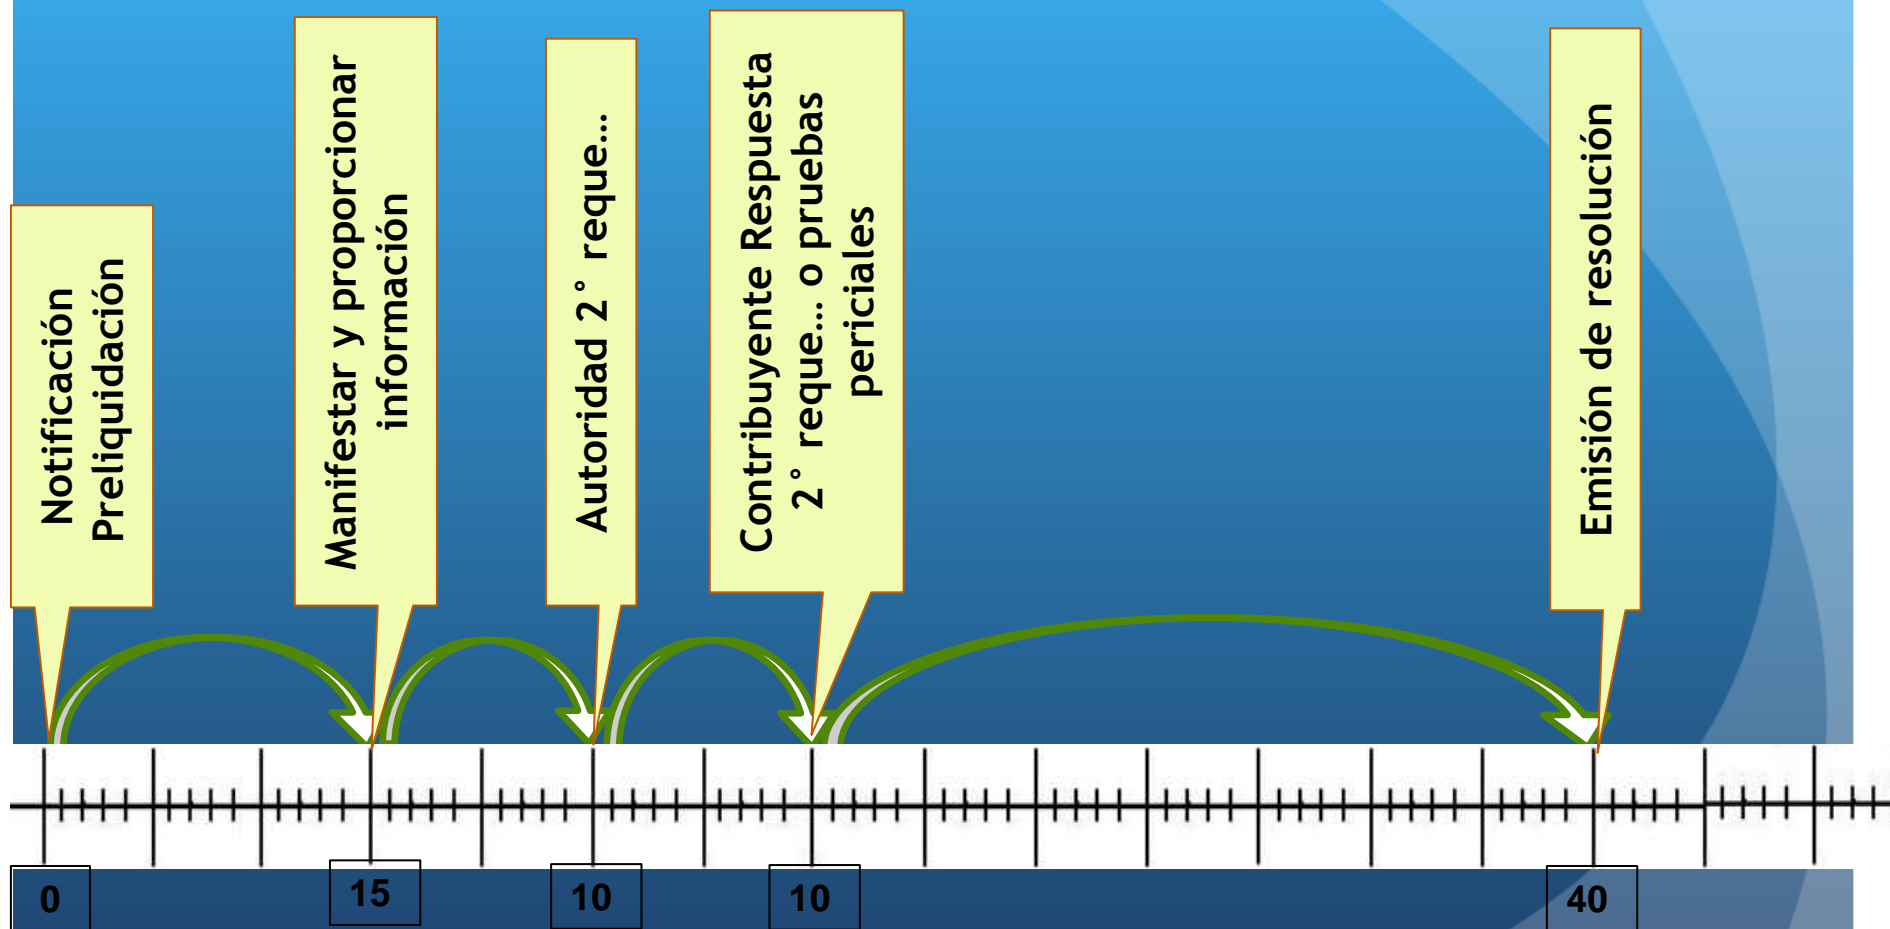 Notificación
Preliquidación
Manifestar y proporcionar
información
Autoridad 2° reque…
Contribuyente Respuesta
2° reque… o pruebas
periciales
Emisión de resolución
0
15
10
10
40